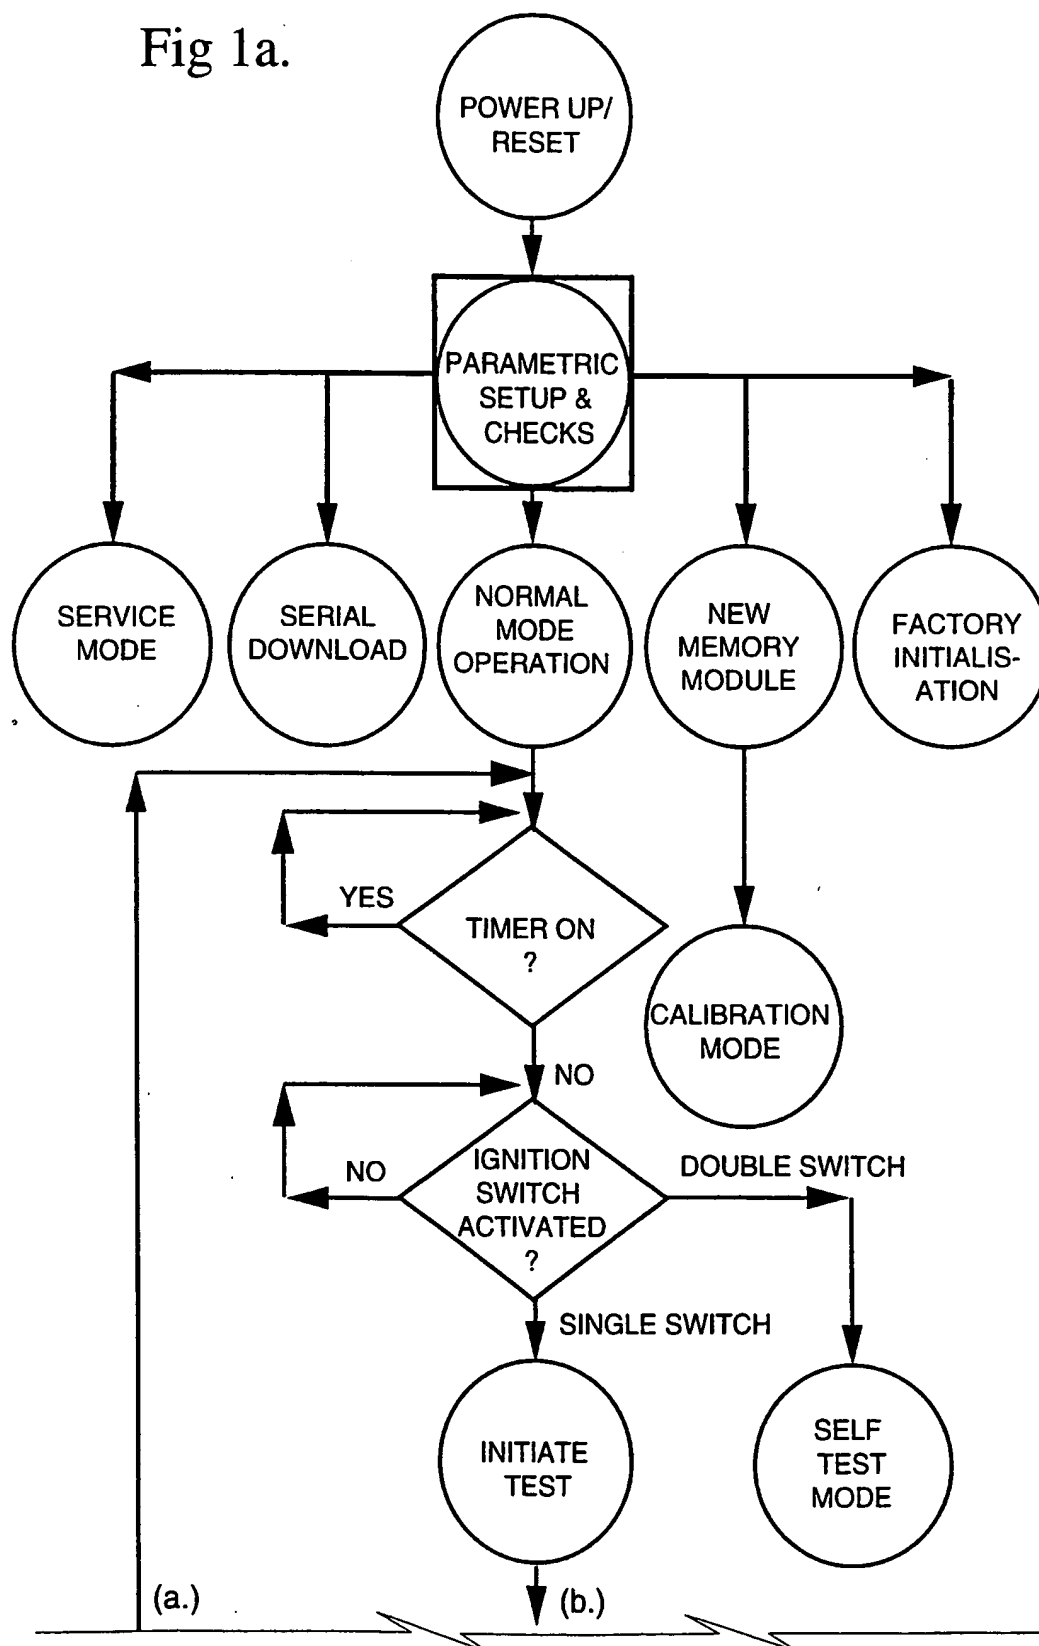 Fig 1a.
POWER UP/
RESET
PARAMETRIC
SETUP &
CHECKS
SERVICE
MODE
SERIAL
DOWNLOAD
NORMAL
MODE
OPERATION
NEW
MEMORY
MODULE
FACTORY
INITIALIS-
ATION
YES
TIMER ON
?
CALIBRATION
MODE
NO
NO
IGNITION
SWITCH
ACTIVATED
?
DOUBLE SWITCH
SINGLE SWITCH
INITIATE
TEST
SELF
TEST
MODE
(a.)
(b.)